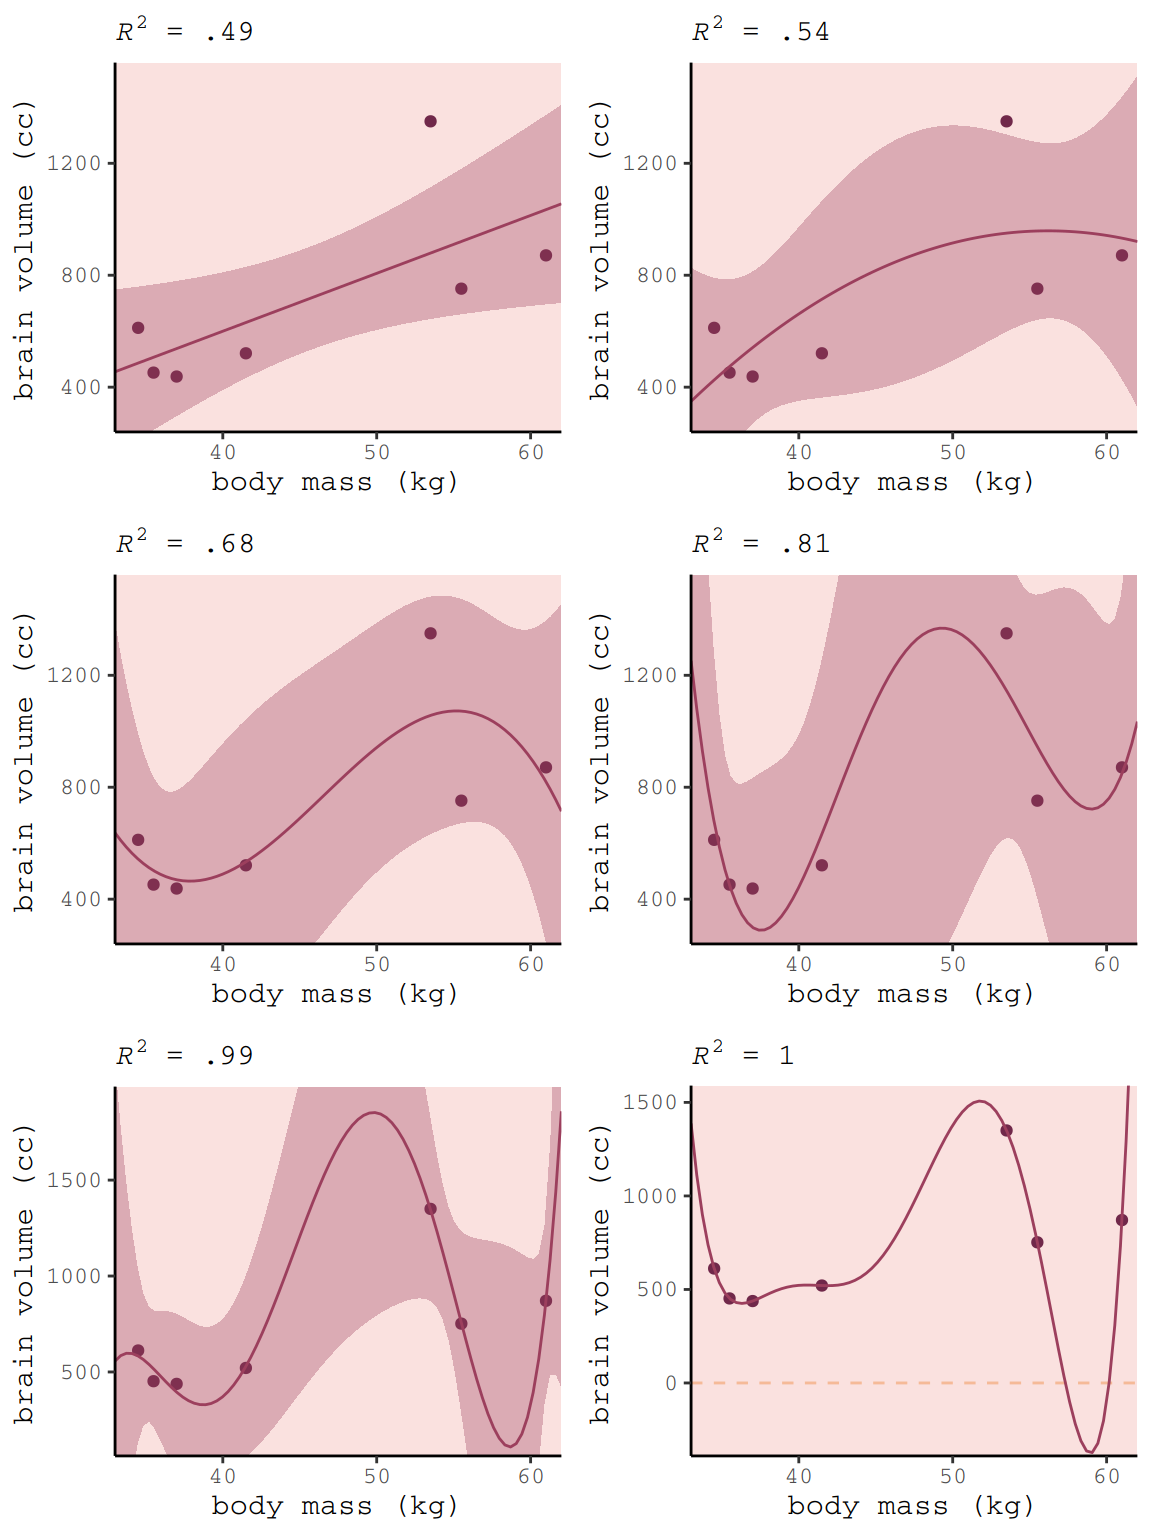 R² = .49
R² = .54
brain volume (cc)
1200
800
400
40 50 60
body mass (kg)
brain volume (cc)
1200
800
400
40 50 60
body mass (kg)
R² = .68
R² = .81
brain volume (cc)
1200
800
400
40 50 60
body mass (kg)
brain volume (cc)
1200
800
400
40 50 60
body mass (kg)
R² = .99
R² = 1
brain volume (cc)
1500
1000
500
40 50 60
body mass (kg)
brain volume (cc)
1500
1000
500
0
40 50 60
body mass (kg)